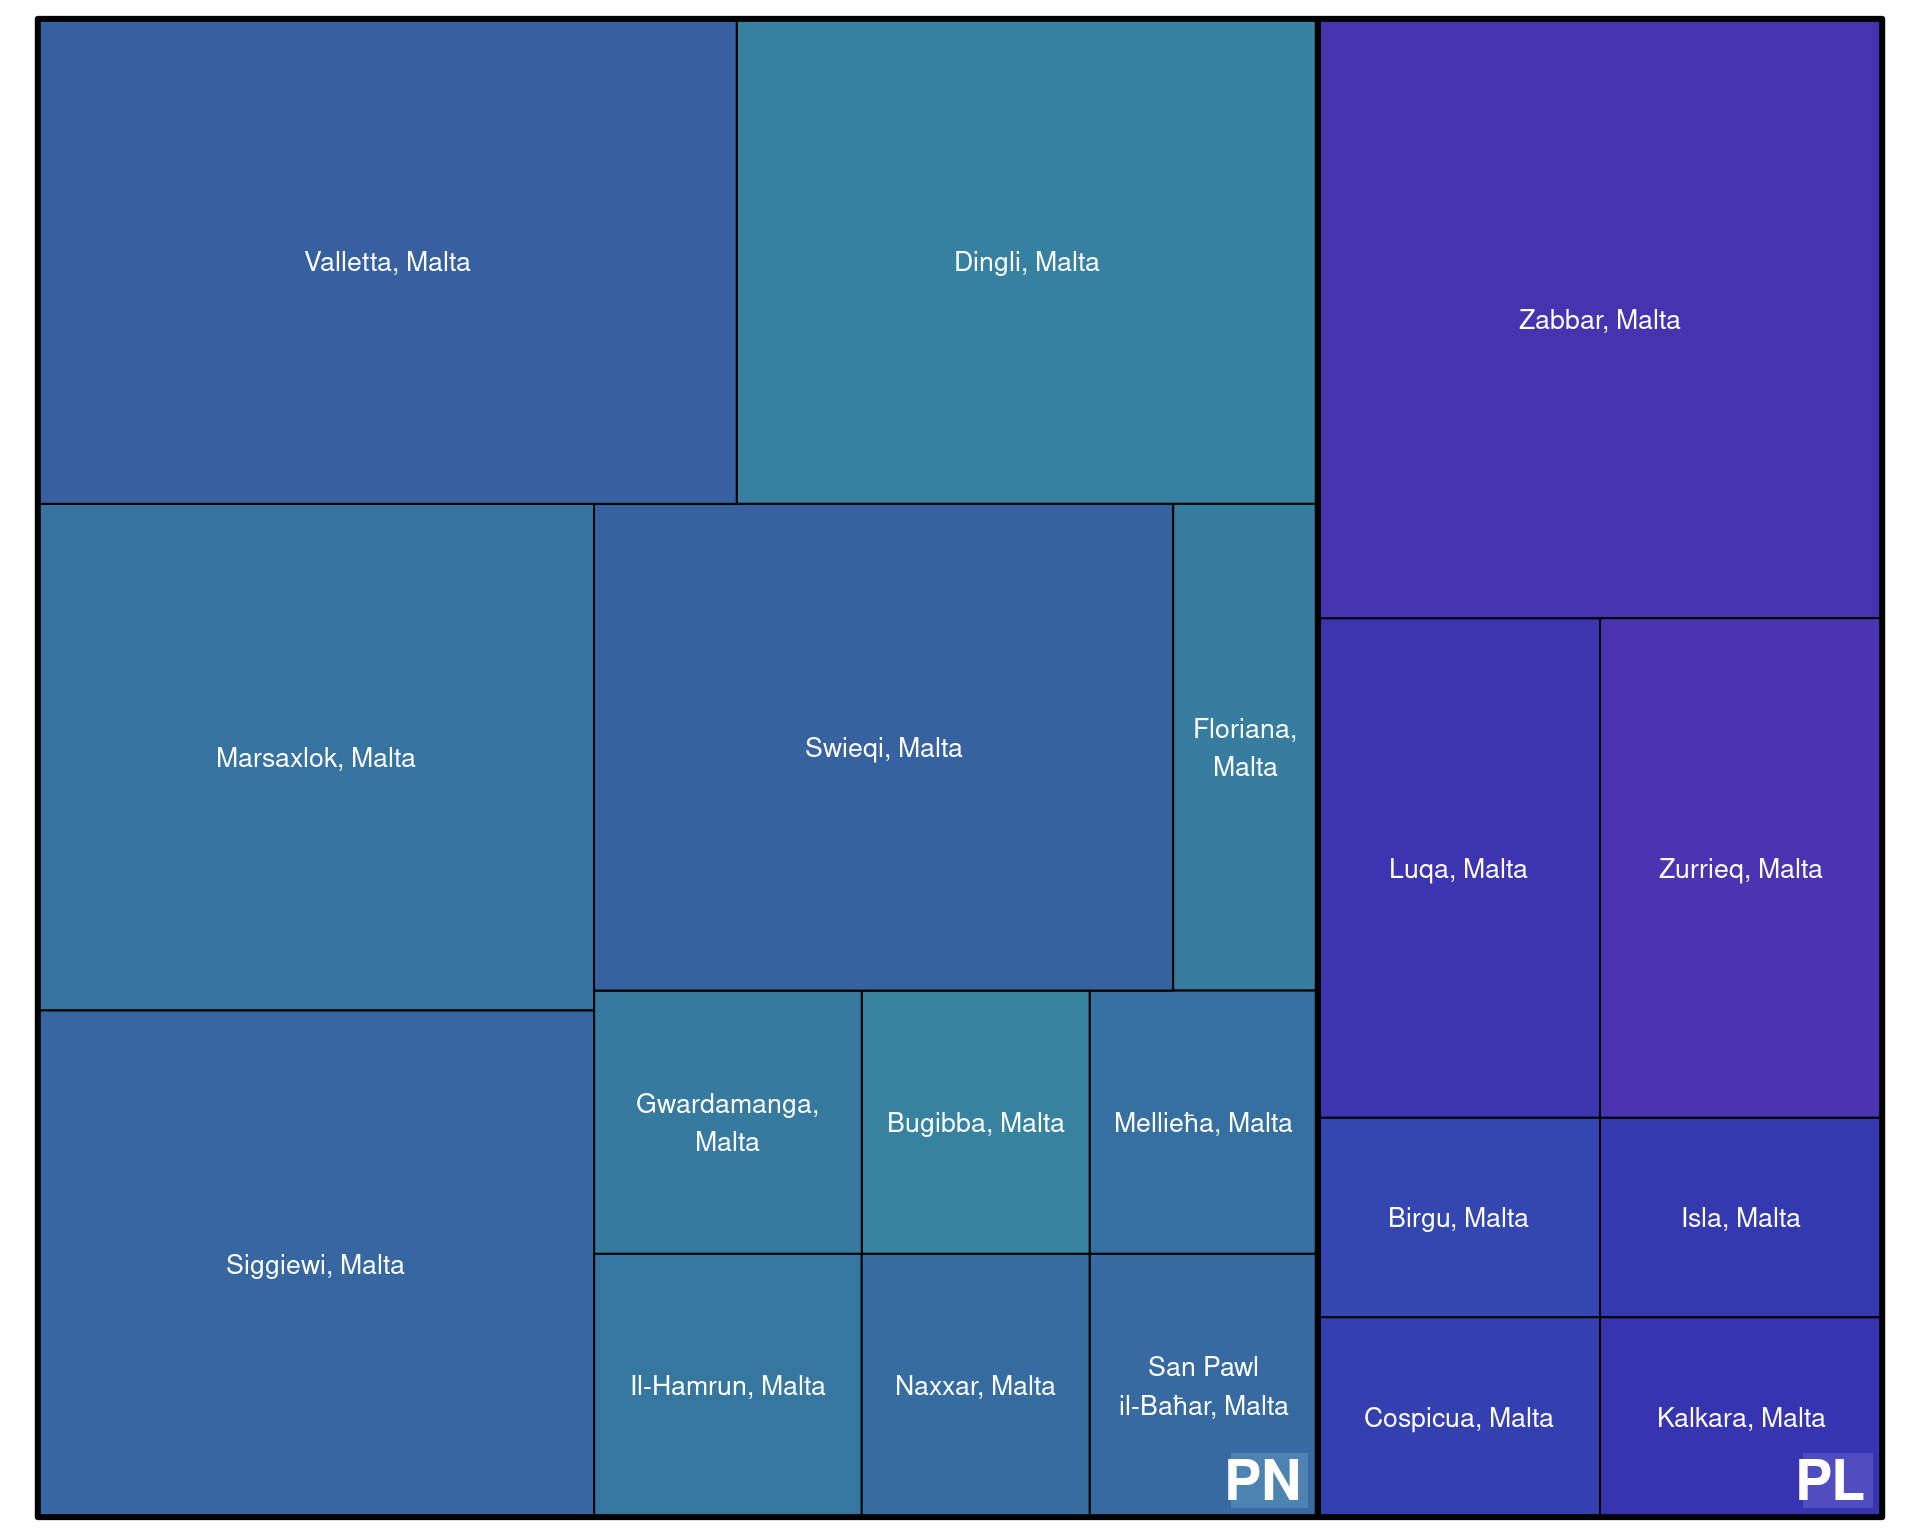 Valletta, Malta
Dingli, Malta
Zabbar, Malta
Marsaxlok, Malta
Swieqi, Malta
Floriana,
Malta
Luqa, Malta
Zurrieq, Malta
Siggiewi, Malta
Gwardamanga,
Malta
Bugibba, Malta
Mellieħa, Malta
Birgu, Malta
Isla, Malta
Il-Hamrun, Malta
Naxxar, Malta
San Pawl
il-Baħar, Malta
Cospicua, Malta
Kalkara, Malta
PN
PL